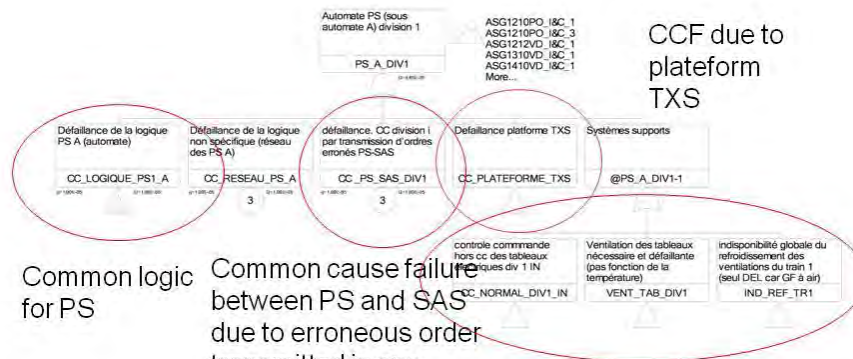 Automate PS (sous
automate A) division 1
PS_A_DIV1
ASG1210PO_I&C_1
ASG1210PO_I&C_3
ASG1212VD_I&C_1
ASG1310VD_I&C_1
ASG1410VD_I&C_1
More...
CCF due to
plateform
TXS
Défaillance de la logique
PS A (automate)
CC_LOGIQUE_PS1_A
Défaillance de la logique
non spécifique (réseau
des PS A)
CC_RESEAU_PS_A
3
défaillance. CC division i
par transmission d'ordres
erronés PS-SAS
CC_PS_SAS_DIV1
3
Defaillance platforme TXS
CC_PLATEFORME_TXS
Systèmes supports
@PS_A_DIV1-1
controle commmande
hors cc des tableaux
électriques div 1 IN
CC_NORMAL_DIV1_IN
Ventilation des tableaux
nécessaire et défaillante
(pas fonction de la
température)
VENT_TAB_DIV1
indisponibilité globale du
refroidissement des
ventilations du train 1
(seul DEL car GF à air)
IND_REF_TR1
Common logic
for PS
Common cause failure
between PS and SAS
due to erroneous order